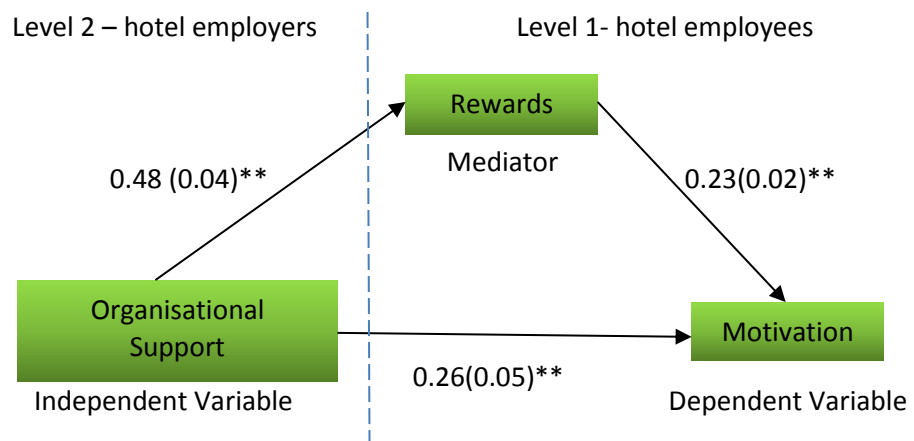 Level 2 – hotel employers
Level 1- hotel employees
Rewards
Mediator
0.48 (0.04)**
0.23(0.02)**
Organisational
Support
Motivation
0.26(0.05)**
Independent Variable
Dependent Variable